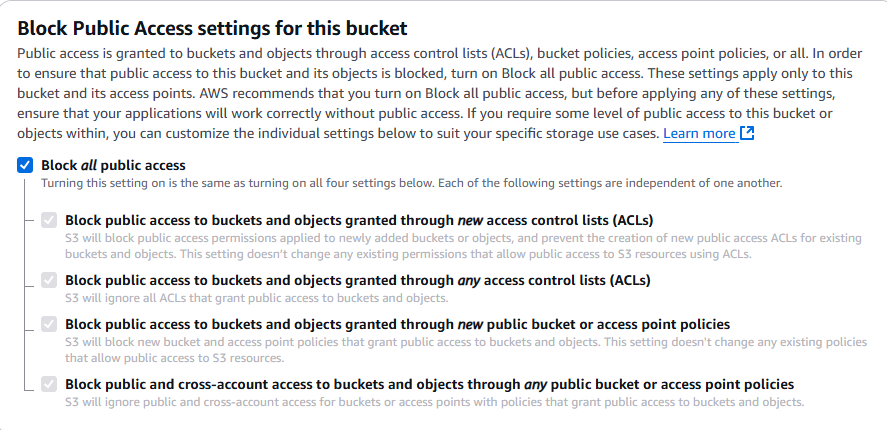 Block Public Access settings for this bucket
Public access is granted to buckets and objects through access control lists (ACLs), bucket policies, access point policies, or all. In order
to ensure that public access to this bucket and its objects is blocked, turn on Block all public access. These settings apply only to this
bucket and its access points. AWS recommends that you turn on Block all public access, but before applying any of these settings,
ensure that your applications will work correctly without public access. If you require some level of public access to this bucket or
objects within, you can customize the individual settings below to suit your specific storage use cases. Learn more
Block all public access
Turning this setting on is the same as turning on all four settings below. Each of the following settings are independent of one another.
Block public access to buckets and objects granted through new access control lists (ACLs)
S3 will block public access permissions applied to newly added buckets or objects, and prevent the creation of new public access ACLs for existing
buckets and objects. This setting doesn't change any existing permissions that allow public access to S3 resources using ACLs.
Block public access to buckets and objects granted through any access control lists (ACLs)
S3 will ignore all ACLs that grant public access to buckets and objects.
Block public access to buckets and objects granted through new public bucket or access point policies
S3 will block new bucket and access point policies that grant public access to buckets and objects. This setting doesn't change any existing policies
that allow public access to S3 resources.
Block public and cross-account access to buckets and objects through any public bucket or access point policies
S3 will ignore public and cross-account access for buckets or access points with policies that grant public access to buckets and objects.